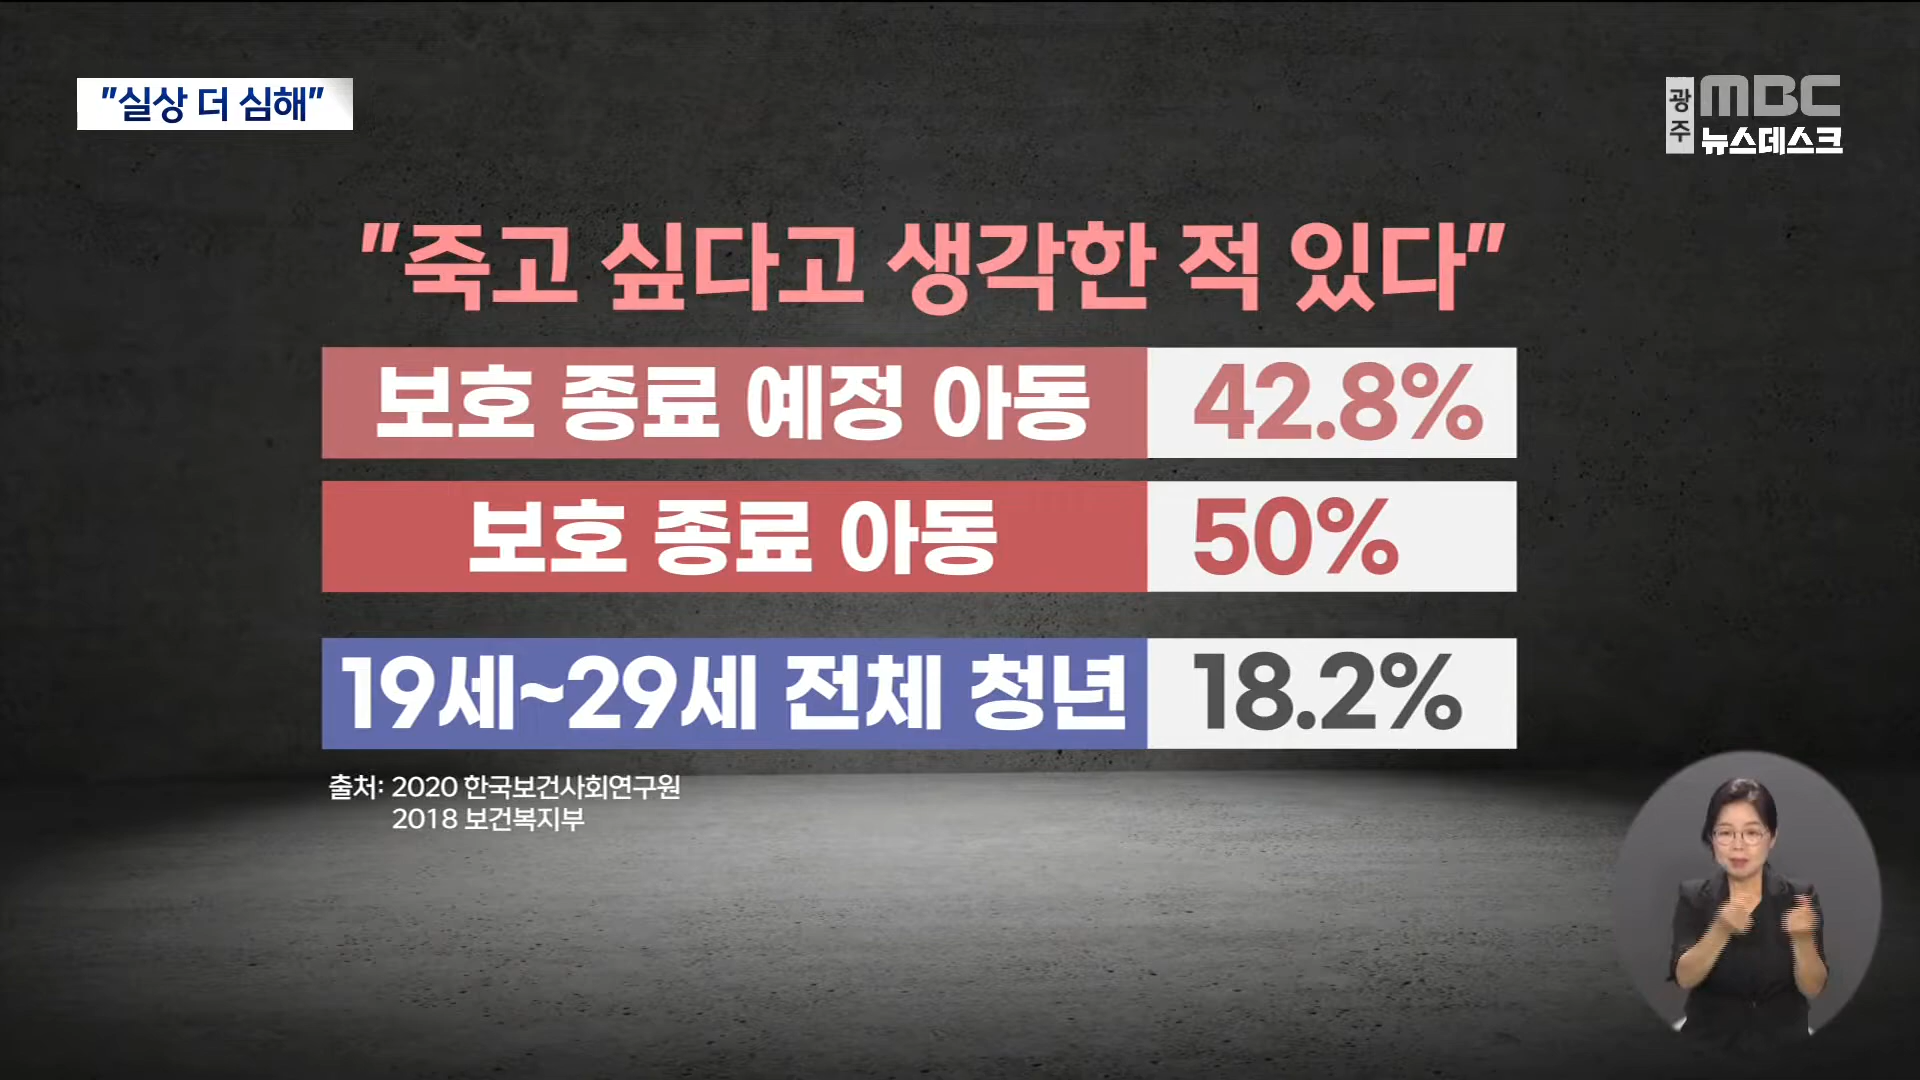 "실상 더 심해"
광주 MBC
뉴스데스크
"죽고 싶다고 생각한 적 있다"
보호 종료 예정 아동 42.8%
보호 종료 아동 50%
19세~29세 전체 청년 18.2%
출처: 2020 한국보건사회연구원
2018 보건복지부